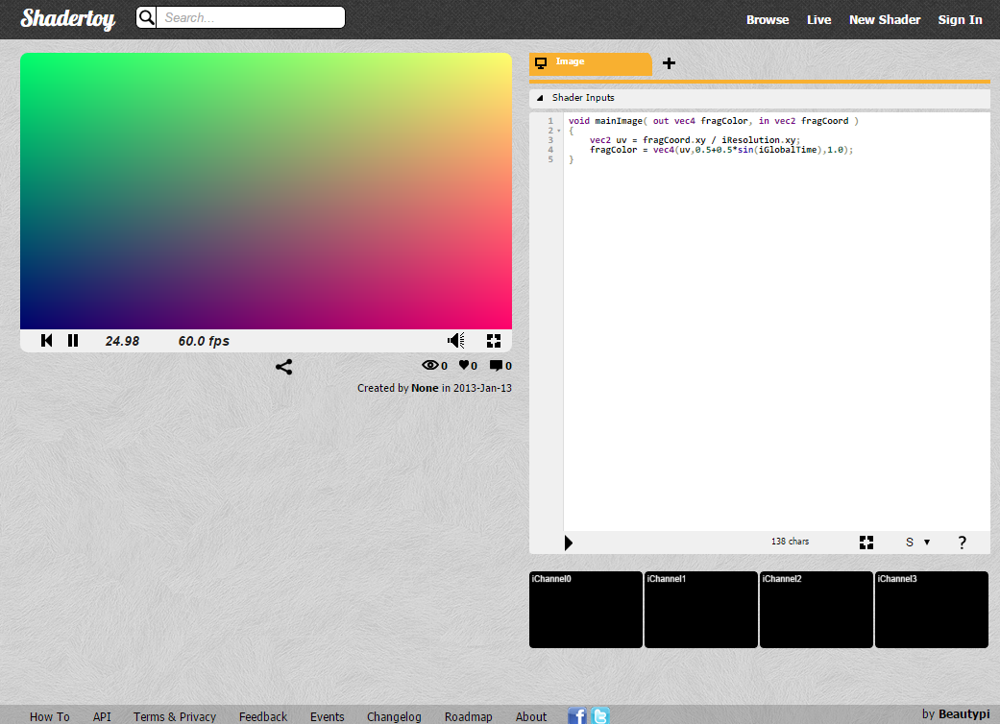 Shadertoy
Search...
Browse Live New Shader Sign In
Image
Shader Inputs
1 void mainImage( out vec4 fragColor, in vec2 fragCoord )
2 {
3 vec2 uv = fragCoord.xy / iResolution.xy;
4 fragColor = vec4(uv,0.5+0.5*sin(iGlobalTime),1.0);
5 }
24.98 60.0 fps
0 0 0
Created by None in 2013-Jan-13
138 chars S ?
iChannel0 iChannel1 iChannel2 iChannel3
How To API Terms & Privacy Feedback Events Changelog Roadmap About f t by Beautypi